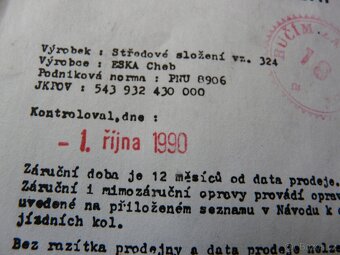 Výrobek : Středové složení vz. 324
Výrobce : ESKA Cheb
Podniková norma : PNU 8906
JKPOV : 543 932 430 000
RUČÍM
18
Kontroloval,dne :
- 1. října 1990
Záruční doba je 12 měsíců od data prodeje.
Záruční i mimozáruční opravy provádí oprav
uvedené na přiloženém seznamu v Návodu k o
jízdních kol.
Bez razítka prodejny a data prodeje nelze